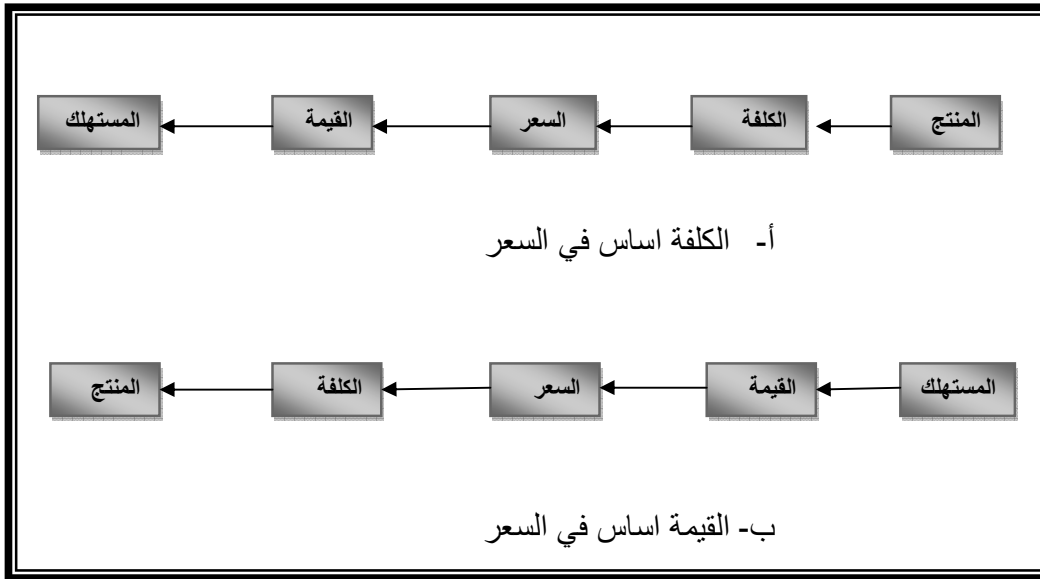 المنتج الكلفة السعر القيمة المستهلك
أ- الكلفة اساس في السعر
المستهلك القيمة السعر الكلفة المنتج
ب- القيمة اساس في السعر